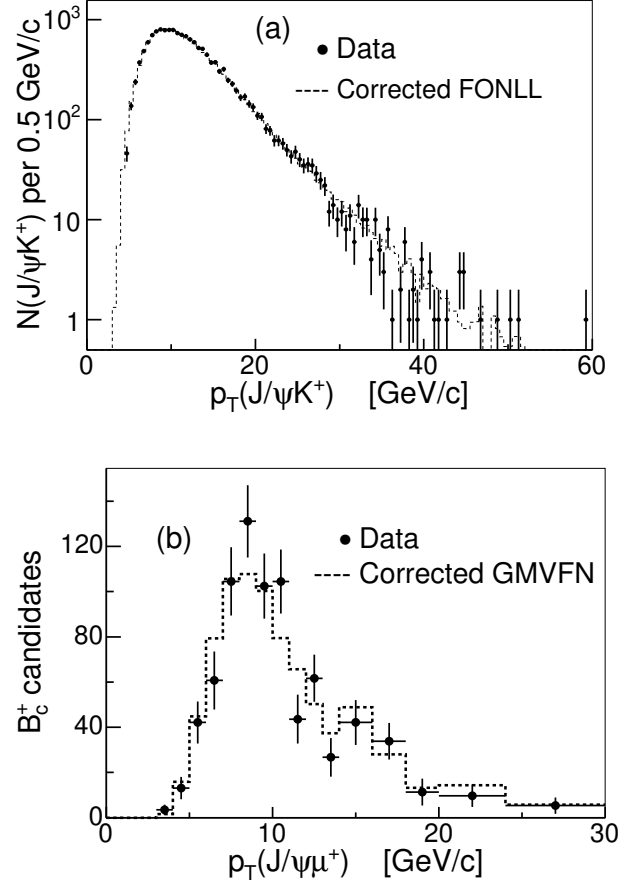 (a)
Data
Corrected FONLL
N(J/ψK⁺) per 0.5 GeV/c
10³
10²
10
1
0 20 40 60
p_T(J/ψK⁺) [GeV/c]
(b)
Data
Corrected GMVFN
B_c⁺ candidates
120
80
40
0
0 10 20 30
p_T(J/ψμ⁺) [GeV/c]